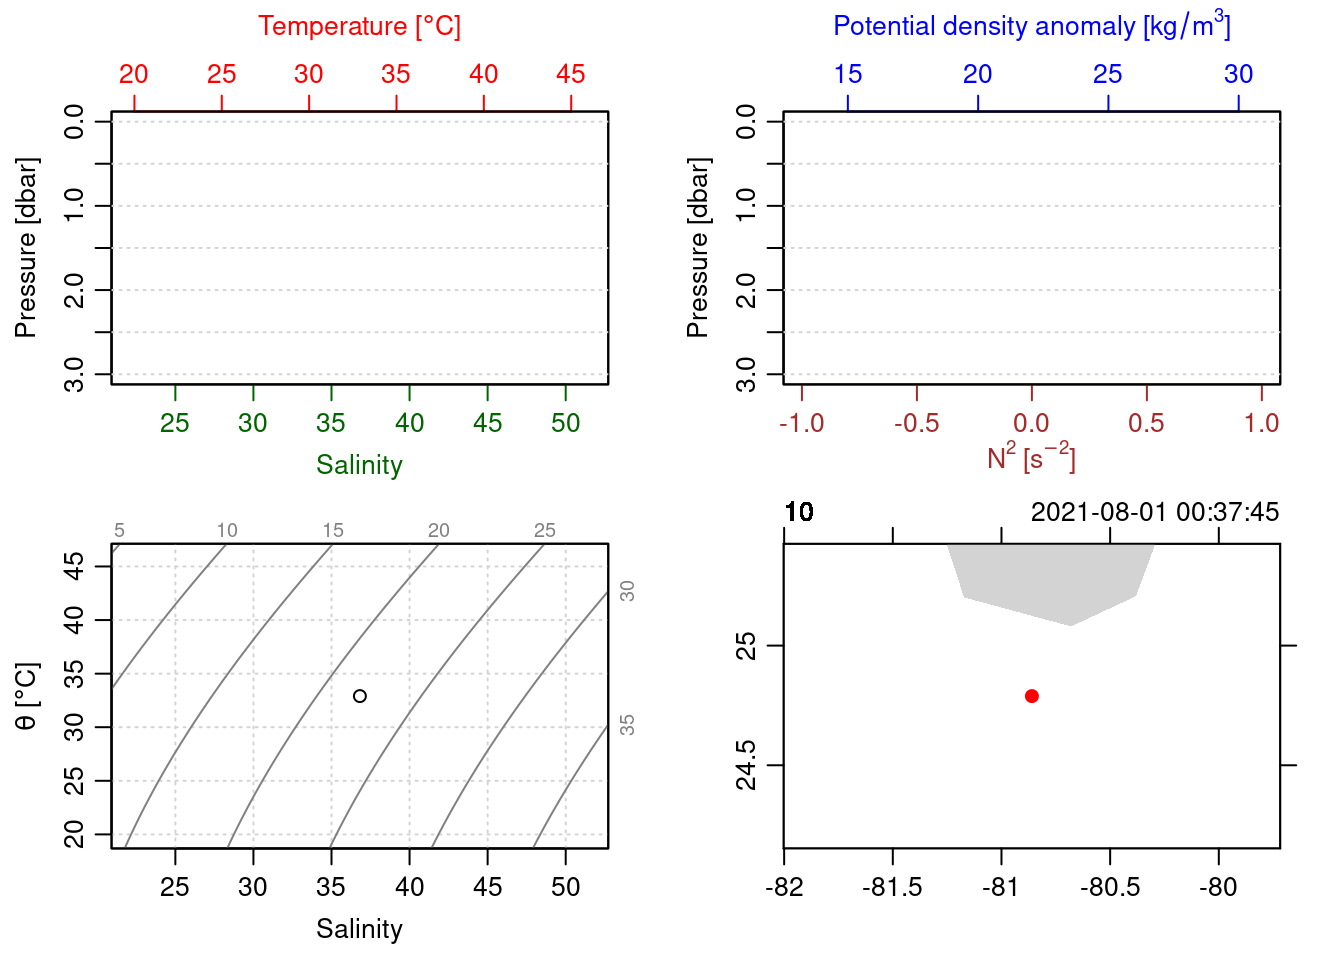 Temperature [°C]
20 25 30 35 40 45
0.0
1.0
2.0
3.0
Pressure [dbar]
25 30 35 40 45 50
Salinity
Potential density anomaly [kg/m³]
15 20 25 30
0.0
1.0
2.0
3.0
Pressure [dbar]
-1.0 -0.5 0.0 0.5 1.0
N² [s⁻²]
5 10 15 20 25
30
35
45
40
35
30
25
20
θ [°C]
25 30 35 40 45 50
Salinity
10 2021-08-01 00:37:45
25
24.5
-82 -81.5 -81 -80.5 -80